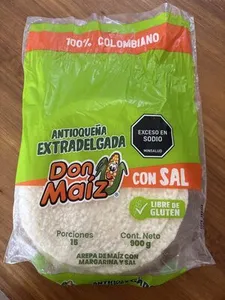 100% COLOMBIANO
ANTIOQUEÑA
EXTRADELGADA
EXCESO EN
SODIO
MINSALUD
Don
Maíz
CON SAL
LIBRE DE
GLUTEN
Porciones
15
Cont. Neto
900 g
AREPA DE MAÍZ CON
MARGARINA Y SAL